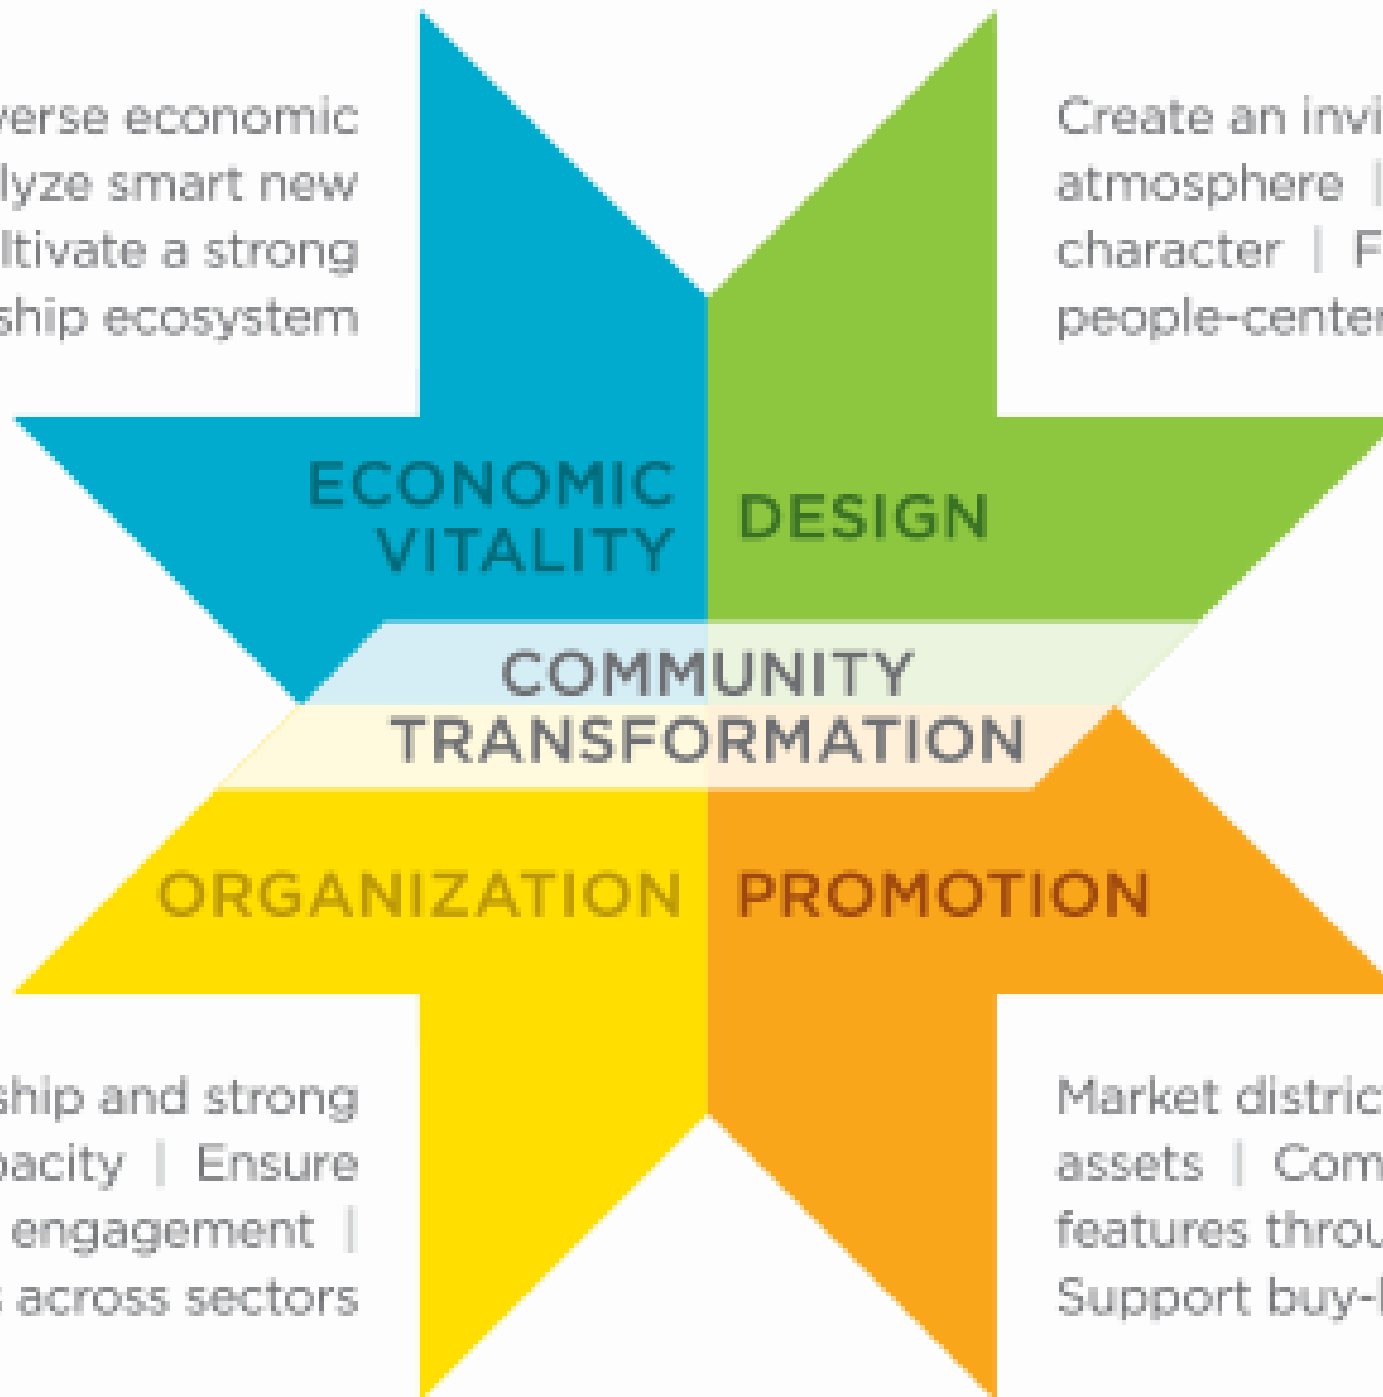 verse economic
lyze smart new
ltivate a strong
ship ecosystem
Create an invi
atmosphere |
character | F
people-center
ECONOMIC
VITALITY
DESIGN
COMMUNITY
TRANSFORMATION
ORGANIZATION
PROMOTION
ship and strong
pacity | Ensure
engagement |
s across sectors
Market distric
assets | Com
features throu
Support buy-